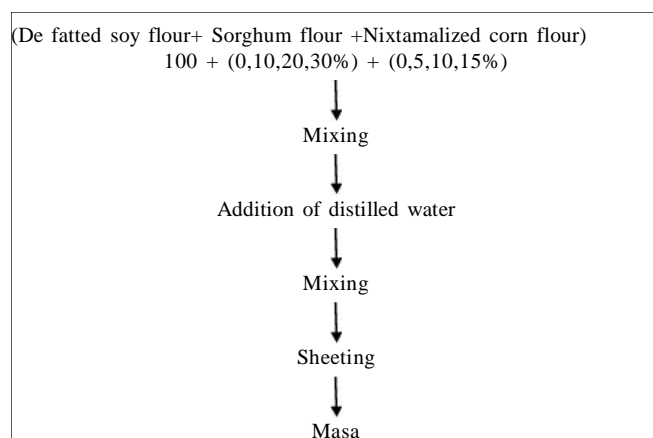 (De fatted soy flour+ Sorghum flour +Nixtamalized corn flour)
100 + (0,10,20,30%) + (0,5,10,15%)
Mixing
Addition of distilled water
Mixing
Sheeting
Masa